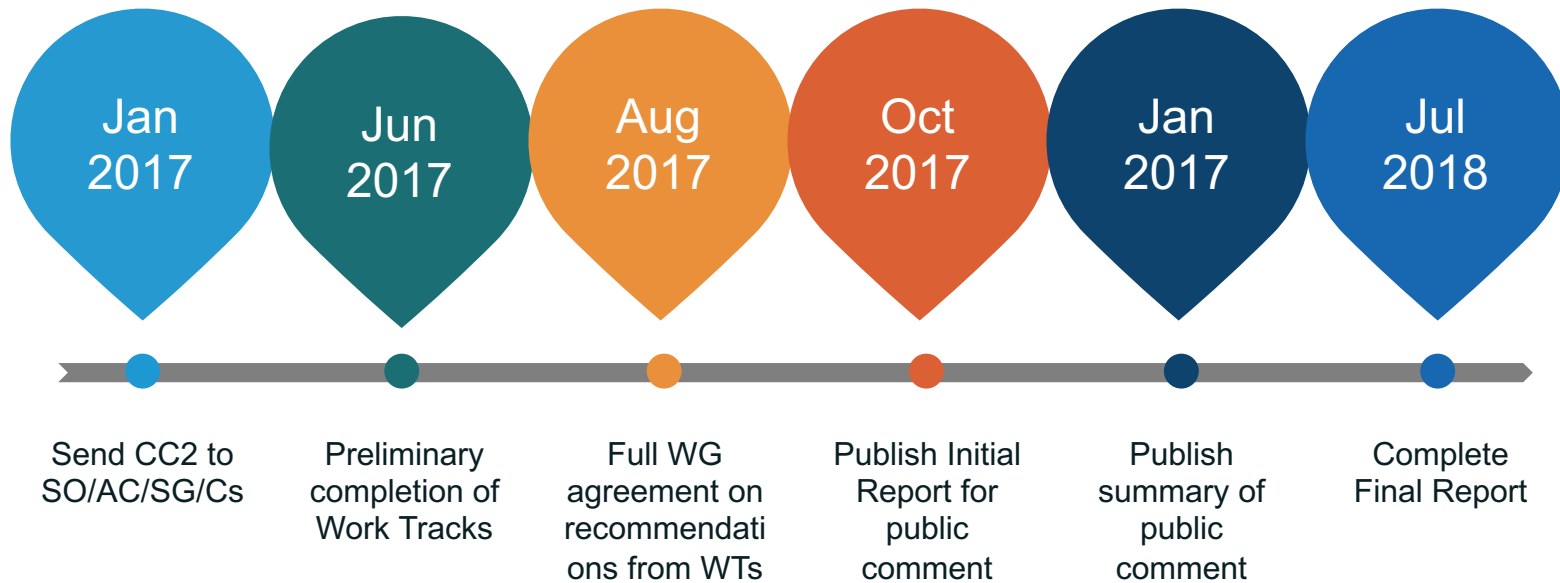 Jan
2017
Jun
2017
Aug
2017
Oct
2017
Jan
2017
Jul
2018
Send CC2 to
SO/AC/SG/Cs
Preliminary
completion of
Work Tracks
Full WG
agreement on
recommendati
ons from WTs
Publish Initial
Report for
public
comment
Publish
summary of
public
comment
Complete
Final Report